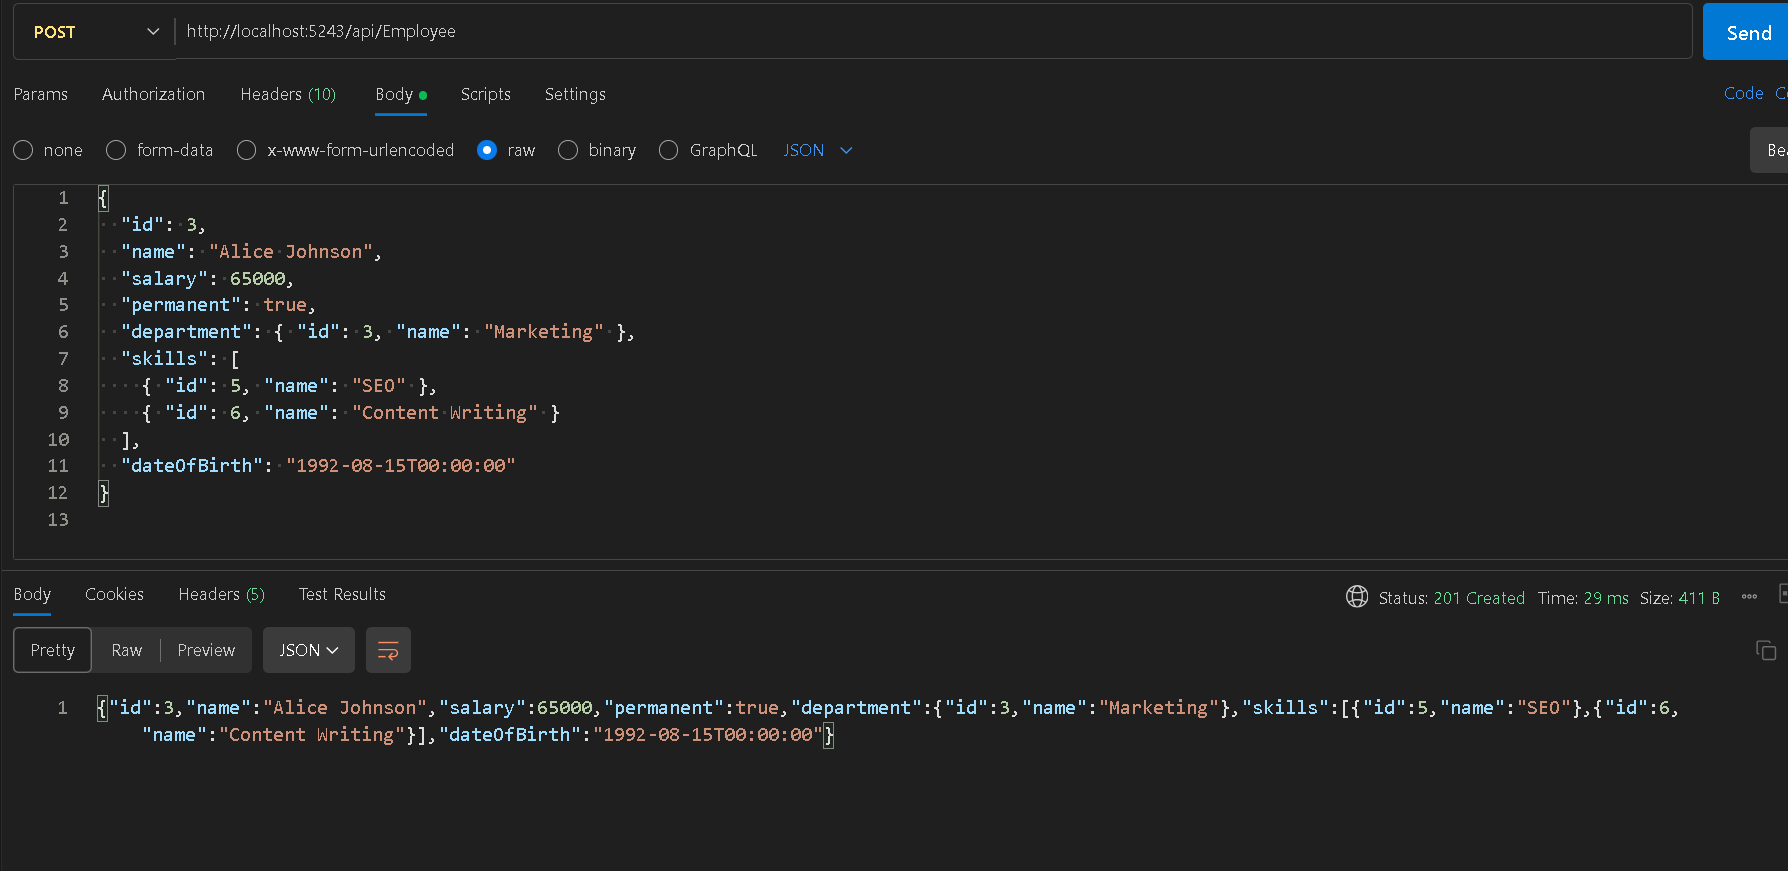 POST http://localhost:5243/api/Employee Send
Params Authorization Headers (10) Body Scripts Settings Code
none form-data x-www-form-urlencoded raw binary GraphQL JSON
1 {
2 "id": 3,
3 "name": "Alice Johnson",
4 "salary": 65000,
5 "permanent": true,
6 "department": { "id": 3, "name": "Marketing" },
7 "skills": [
8 { "id": 5, "name": "SEO" },
9 { "id": 6, "name": "Content Writing" }
10 ],
11 "dateOfBirth": "1992-08-15T00:00:00"
12 }
13
Body Cookies Headers (5) Test Results Status: 201 Created Time: 29 ms Size: 411 B
Pretty Raw Preview JSON
1 {"id":3,"name":"Alice Johnson","salary":65000,"permanent":true,"department":{"id":3,"name":"Marketing"},"skills":[{"id":5,"name":"SEO"},{"id":6,
"name":"Content Writing"}],"dateOfBirth":"1992-08-15T00:00:00"}